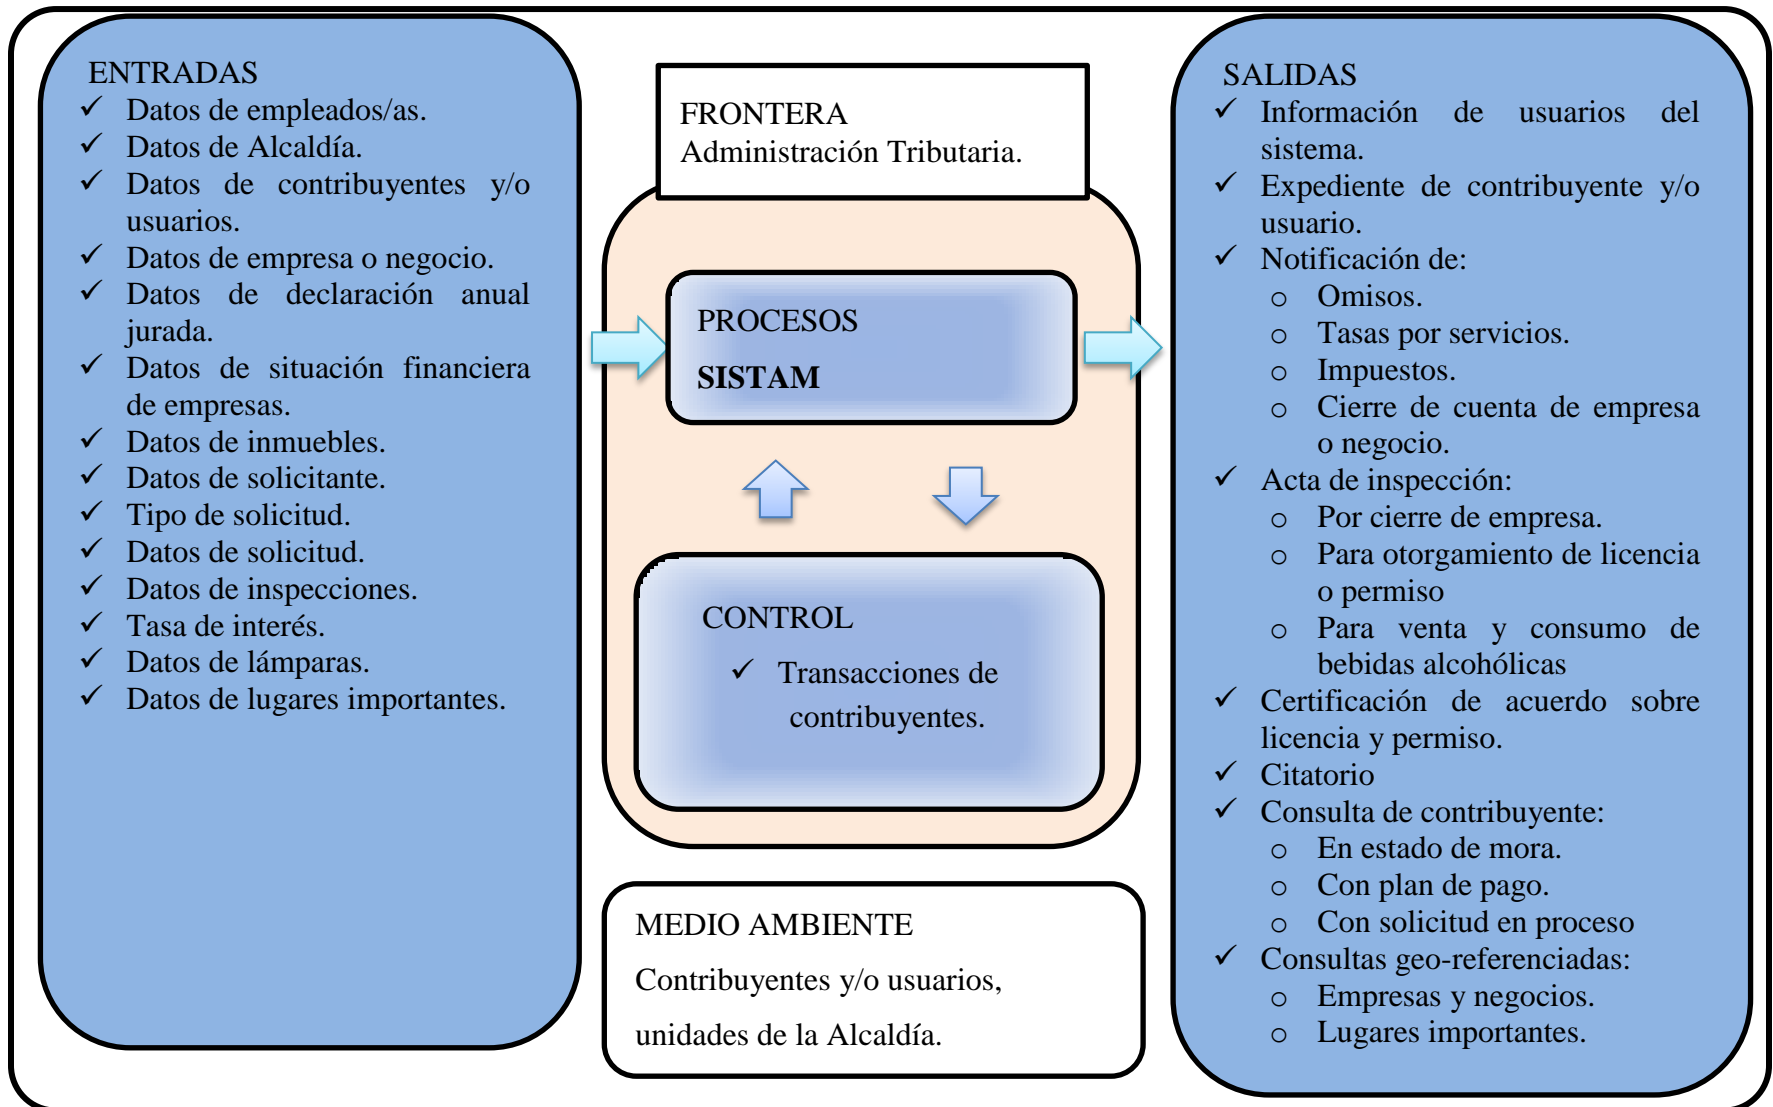 ENTRADAS
✓ Datos de empleados/as.
✓ Datos de Alcaldía.
✓ Datos de contribuyentes y/o
usuarios.
✓ Datos de empresa o negocio.
✓ Datos de declaración anual
jurada.
✓ Datos de situación financiera
de empresas.
✓ Datos de inmuebles.
✓ Datos de solicitante.
✓ Tipo de solicitud.
✓ Datos de solicitud.
✓ Datos de inspecciones.
✓ Tasa de interés.
✓ Datos de lámparas.
✓ Datos de lugares importantes.
FRONTERA
Administración Tributaria.
PROCESOS
SISTAM
CONTROL
✓ Transacciones de
contribuyentes.
MEDIO AMBIENTE
Contribuyentes y/o usuarios,
unidades de la Alcaldía.
SALIDAS
✓ Información de usuarios del
sistema.
✓ Expediente de contribuyente y/o
usuario.
✓ Notificación de:
o Omisos.
o Tasas por servicios.
o Impuestos.
o Cierre de cuenta de empresa
o negocio.
✓ Acta de inspección:
o Por cierre de empresa.
o Para otorgamiento de licencia
o permiso
o Para venta y consumo de
bebidas alcohólicas
✓ Certificación de acuerdo sobre
licencia y permiso.
✓ Citatorio
✓ Consulta de contribuyente:
o En estado de mora.
o Con plan de pago.
o Con solicitud en proceso
✓ Consultas geo-referenciadas:
o Empresas y negocios.
o Lugares importantes.